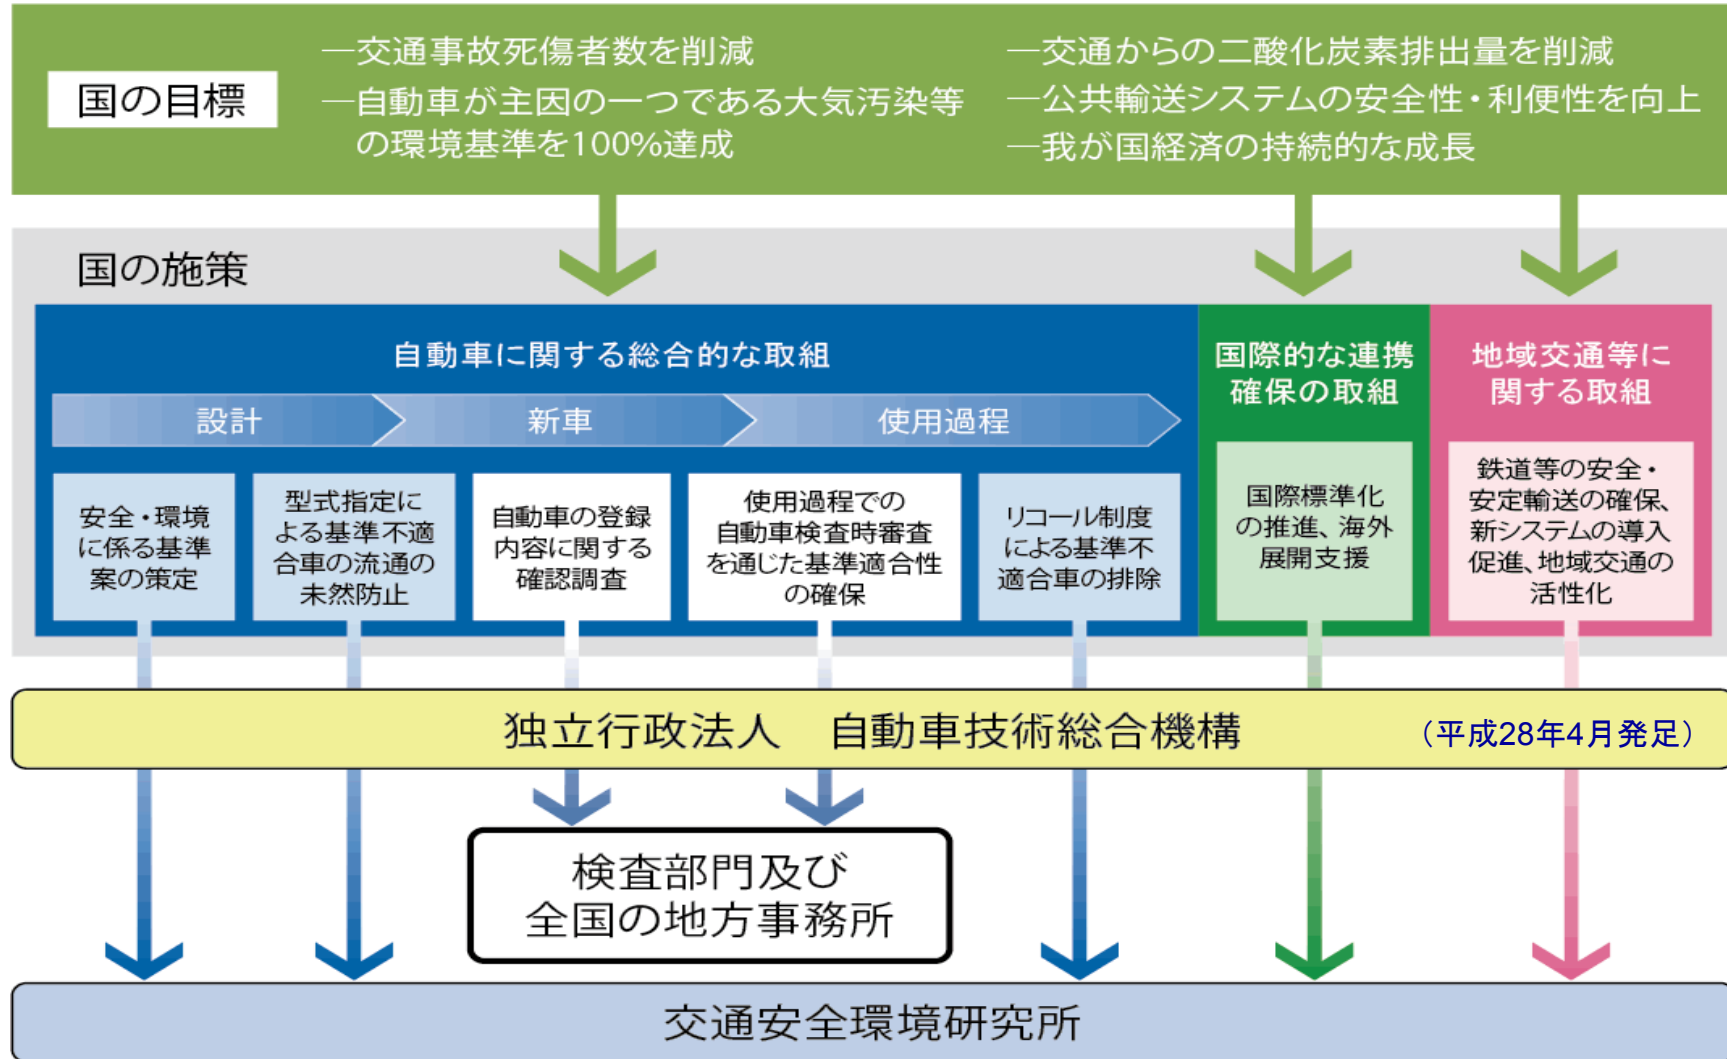 国の目標
―交通事故死傷者数を削減
―自動車が主因の一つである大気汚染等
の環境基準を100%達成
―交通からの二酸化炭素排出量を削減
―公共輸送システムの安全性・利便性を向上
―我が国経済の持続的な成長
国の施策
自動車に関する総合的な取組
設計
新車
使用過程
安全・環境
に係る基準
案の策定
型式指定に
よる基準不適
合車の流通の
未然防止
自動車の登録
内容に関する
確認調査
使用過程での
自動車検査時審査
を通じた基準適合性
の確保
リコール制度
による基準不
適合車の排除
国際的な連携
確保の取組
国際標準化
の推進、海外
展開支援
地域交通等に
関する取組
鉄道等の安全・
安定輸送の確保、
新システムの導入
促進、地域交通の
活性化
独立行政法人　自動車技術総合機構
（平成28年4月発足）
検査部門及び
全国の地方事務所
交通安全環境研究所